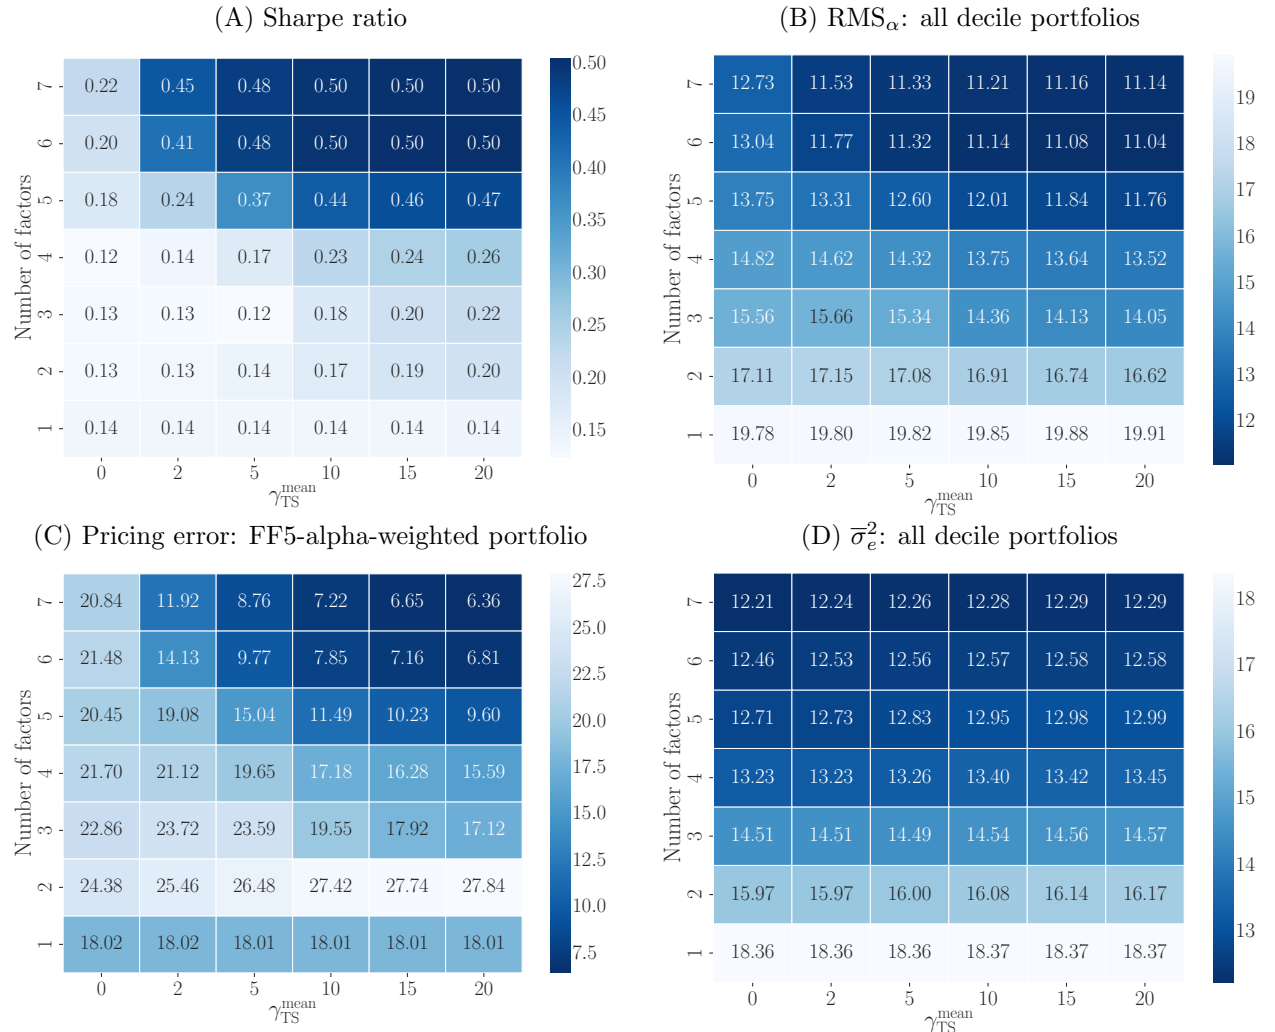 (A) Sharpe ratio
Number of factors
7 0.22 0.45 0.48 0.50 0.50 0.50
6 0.20 0.41 0.48 0.50 0.50 0.50
5 0.18 0.24 0.37 0.44 0.46 0.47
4 0.12 0.14 0.17 0.23 0.24 0.26
3 0.13 0.13 0.12 0.18 0.20 0.22
2 0.13 0.13 0.14 0.17 0.19 0.20
1 0.14 0.14 0.14 0.14 0.14 0.14
0 2 5 10 15 20
γ_TS^mean
0.50
0.45
0.40
0.35
0.30
0.25
0.20
0.15
(B) RMS_α: all decile portfolios
Number of factors
7 12.73 11.53 11.33 11.21 11.16 11.14
6 13.04 11.77 11.32 11.14 11.08 11.04
5 13.75 13.31 12.60 12.01 11.84 11.76
4 14.82 14.62 14.32 13.75 13.64 13.52
3 15.56 15.66 15.34 14.36 14.13 14.05
2 17.11 17.15 17.08 16.91 16.74 16.62
1 19.78 19.80 19.82 19.85 19.88 19.91
0 2 5 10 15 20
γ_TS^mean
19
18
17
16
15
14
13
12
(C) Pricing error: FF5-alpha-weighted portfolio
Number of factors
7 20.84 11.92 8.76 7.22 6.65 6.36
6 21.48 14.13 9.77 7.85 7.16 6.81
5 20.45 19.08 15.04 11.49 10.23 9.60
4 21.70 21.12 19.65 17.18 16.28 15.59
3 22.86 23.72 23.59 19.55 17.92 17.12
2 24.38 25.46 26.48 27.42 27.74 27.84
1 18.02 18.02 18.01 18.01 18.01 18.01
0 2 5 10 15 20
γ_TS^mean
27.5
25.0
22.5
20.0
17.5
15.0
12.5
10.0
7.5
(D) σ̅_e^2: all decile portfolios
Number of factors
7 12.21 12.24 12.26 12.28 12.29 12.29
6 12.46 12.53 12.56 12.57 12.58 12.58
5 12.71 12.73 12.83 12.95 12.98 12.99
4 13.23 13.23 13.26 13.40 13.42 13.45
3 14.51 14.51 14.49 14.54 14.56 14.57
2 15.97 15.97 16.00 16.08 16.14 16.17
1 18.36 18.36 18.36 18.37 18.37 18.37
0 2 5 10 15 20
γ_TS^mean
18
17
16
15
14
13